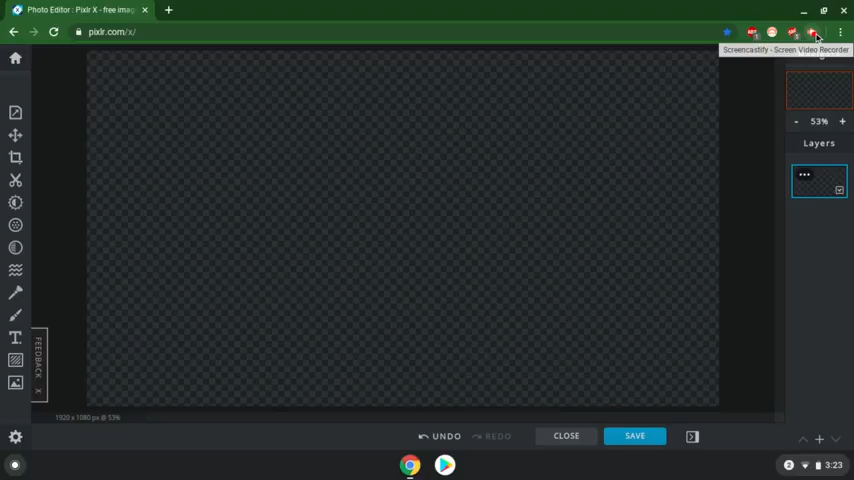 Photo Editor : Pixlr X - free imag
pixlr.com/x/
Screencastify - Screen Video Recorder
53%
Layers
FEEDBACK X
1920 x 1080 px @ 53%
UNDO
REDO
CLOSE
SAVE
2
3:23